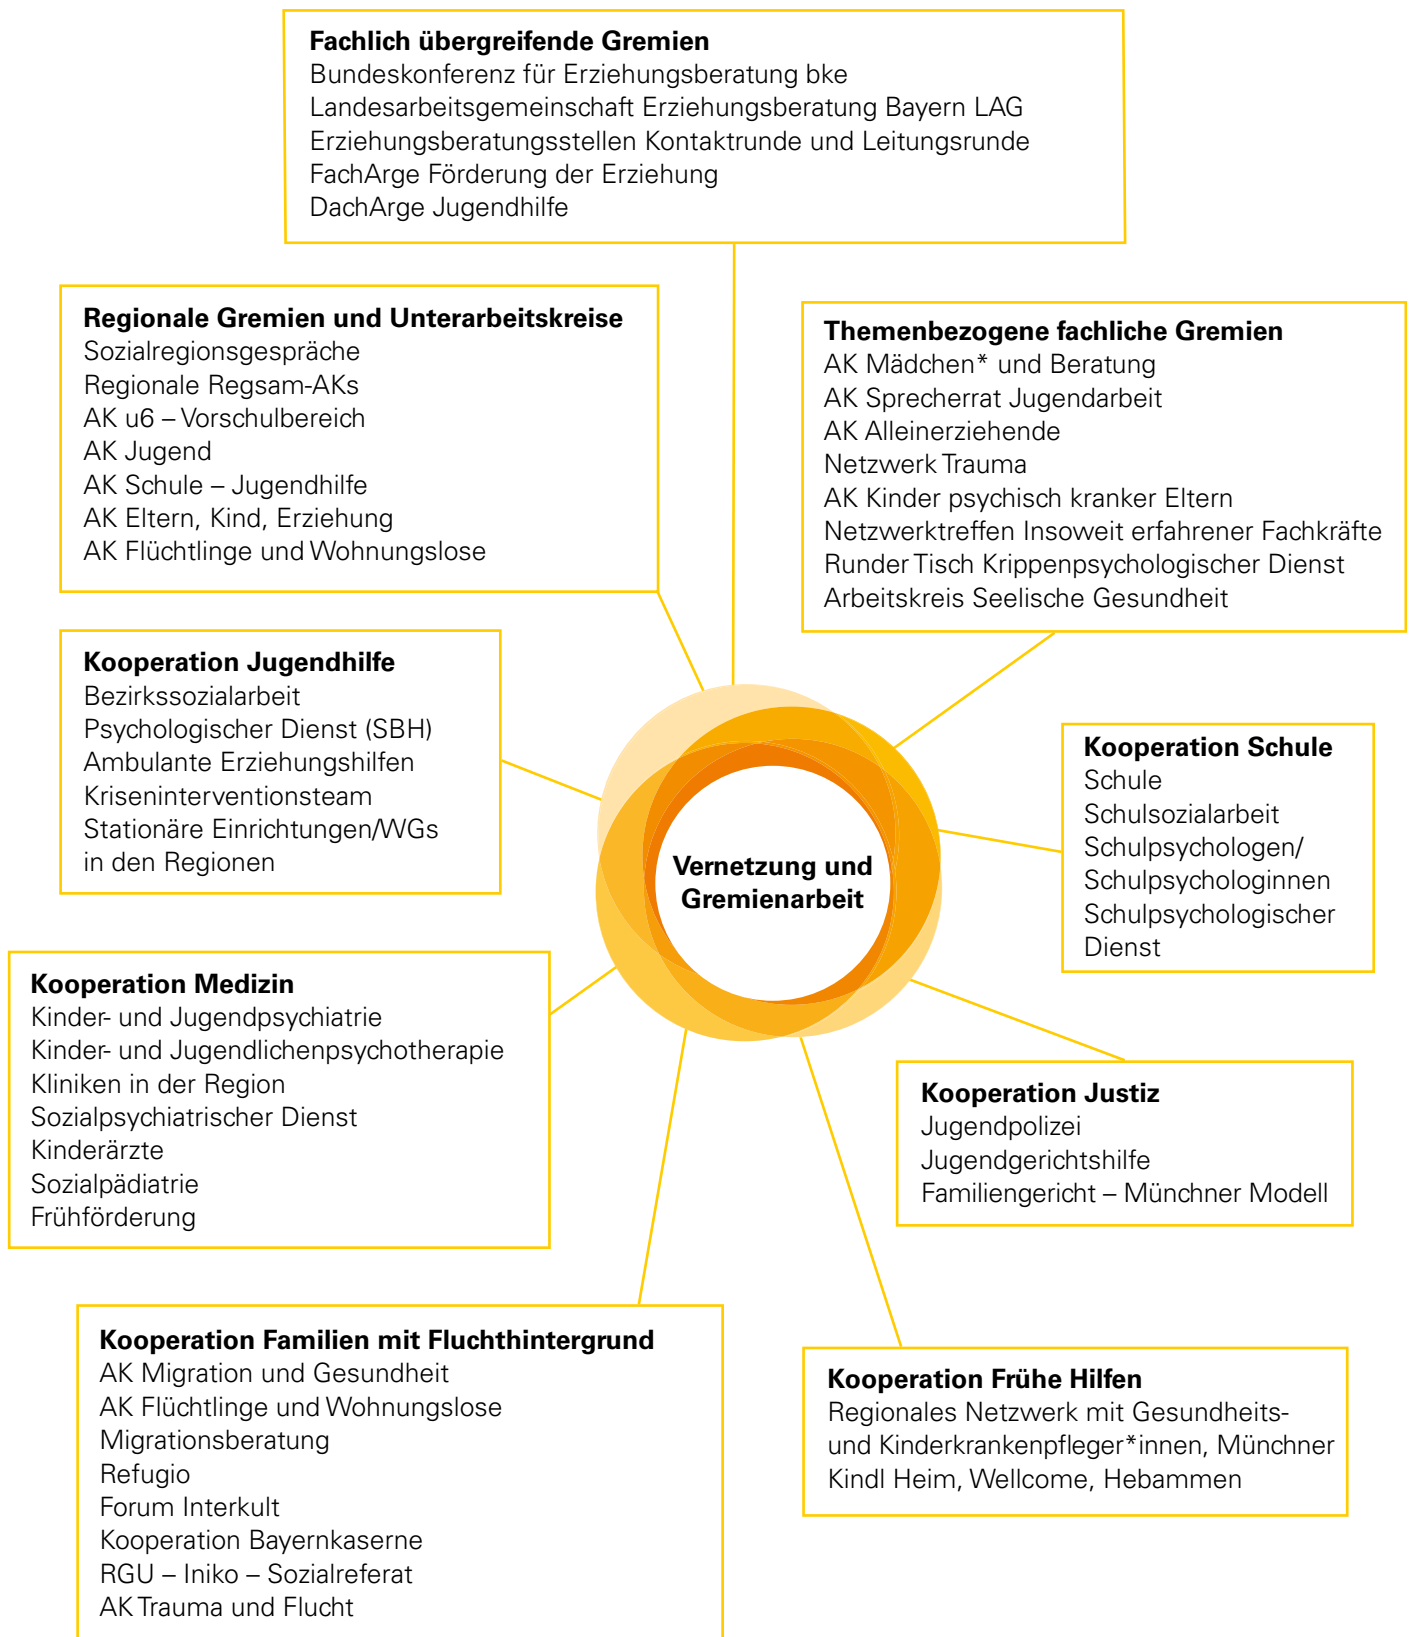 Fachlich übergreifende Gremien
Bundeskonferenz für Erziehungsberatung bke
Landesarbeitsgemeinschaft Erziehungsberatung Bayern LAG
Erziehungsberatungsstellen Kontaktrunde und Leitungsrunde
FachArge Förderung der Erziehung
DachArge Jugendhilfe
Regionale Gremien und Unterarbeitskreise
Sozialregionsgespräche
Regionale Regsam-AKs
AK u6 – Vorschulbereich
AK Jugend
AK Schule – Jugendhilfe
AK Eltern, Kind, Erziehung
AK Flüchtlinge und Wohnungslose
Themenbezogene fachliche Gremien
AK Mädchen* und Beratung
AK Sprecherrat Jugendarbeit
AK Alleinerziehende
Netzwerk Trauma
AK Kinder psychisch kranker Eltern
Netzwerktreffen Insoweit erfahrener Fachkräfte
Runder Tisch Krippenpsychologischer Dienst
Arbeitskreis Seelische Gesundheit
Kooperation Jugendhilfe
Bezirkssozialarbeit
Psychologischer Dienst (SBH)
Ambulante Erziehungshilfen
Kriseninterventionsteam
Stationäre Einrichtungen/WGs
in den Regionen
Kooperation Schule
Schule
Schulsozialarbeit
Schulpsychologen/
Schulpsychologinnen
Schulpsychologischer
Dienst
Vernetzung und
Gremienarbeit
Kooperation Medizin
Kinder- und Jugendpsychiatrie
Kinder- und Jugendlichenpsychotherapie
Kliniken in der Region
Sozialpsychiatrischer Dienst
Kinderärzte
Sozialpädiatrie
Frühförderung
Kooperation Justiz
Jugendpolizei
Jugendgerichtshilfe
Familiengericht – Münchner Modell
Kooperation Familien mit Fluchthintergrund
AK Migration und Gesundheit
AK Flüchtlinge und Wohnungslose
Migrationsberatung
Refugio
Forum Interkult
Kooperation Bayernkaserne
RGU – Iniko – Sozialreferat
AK Trauma und Flucht
Kooperation Frühe Hilfen
Regionales Netzwerk mit Gesundheits-
und Kinderkrankenpfleger*innen, Münchner
Kindl Heim, Wellcome, Hebammen